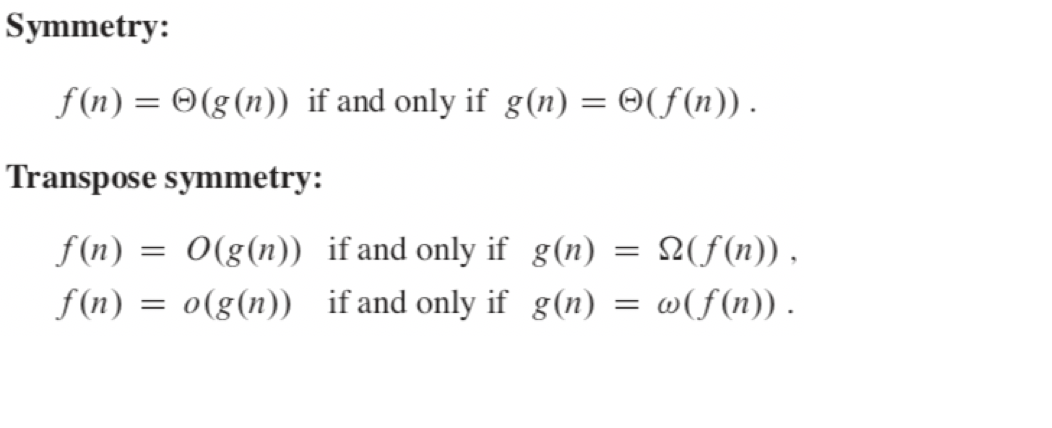 Symmetry:
f(n) = Θ(g(n)) if and only if g(n) = Θ(f(n)) .
Transpose symmetry:
f(n) = O(g(n)) if and only if g(n) = Ω(f(n)) ,
f(n) = o(g(n)) if and only if g(n) = ω(f(n)) .